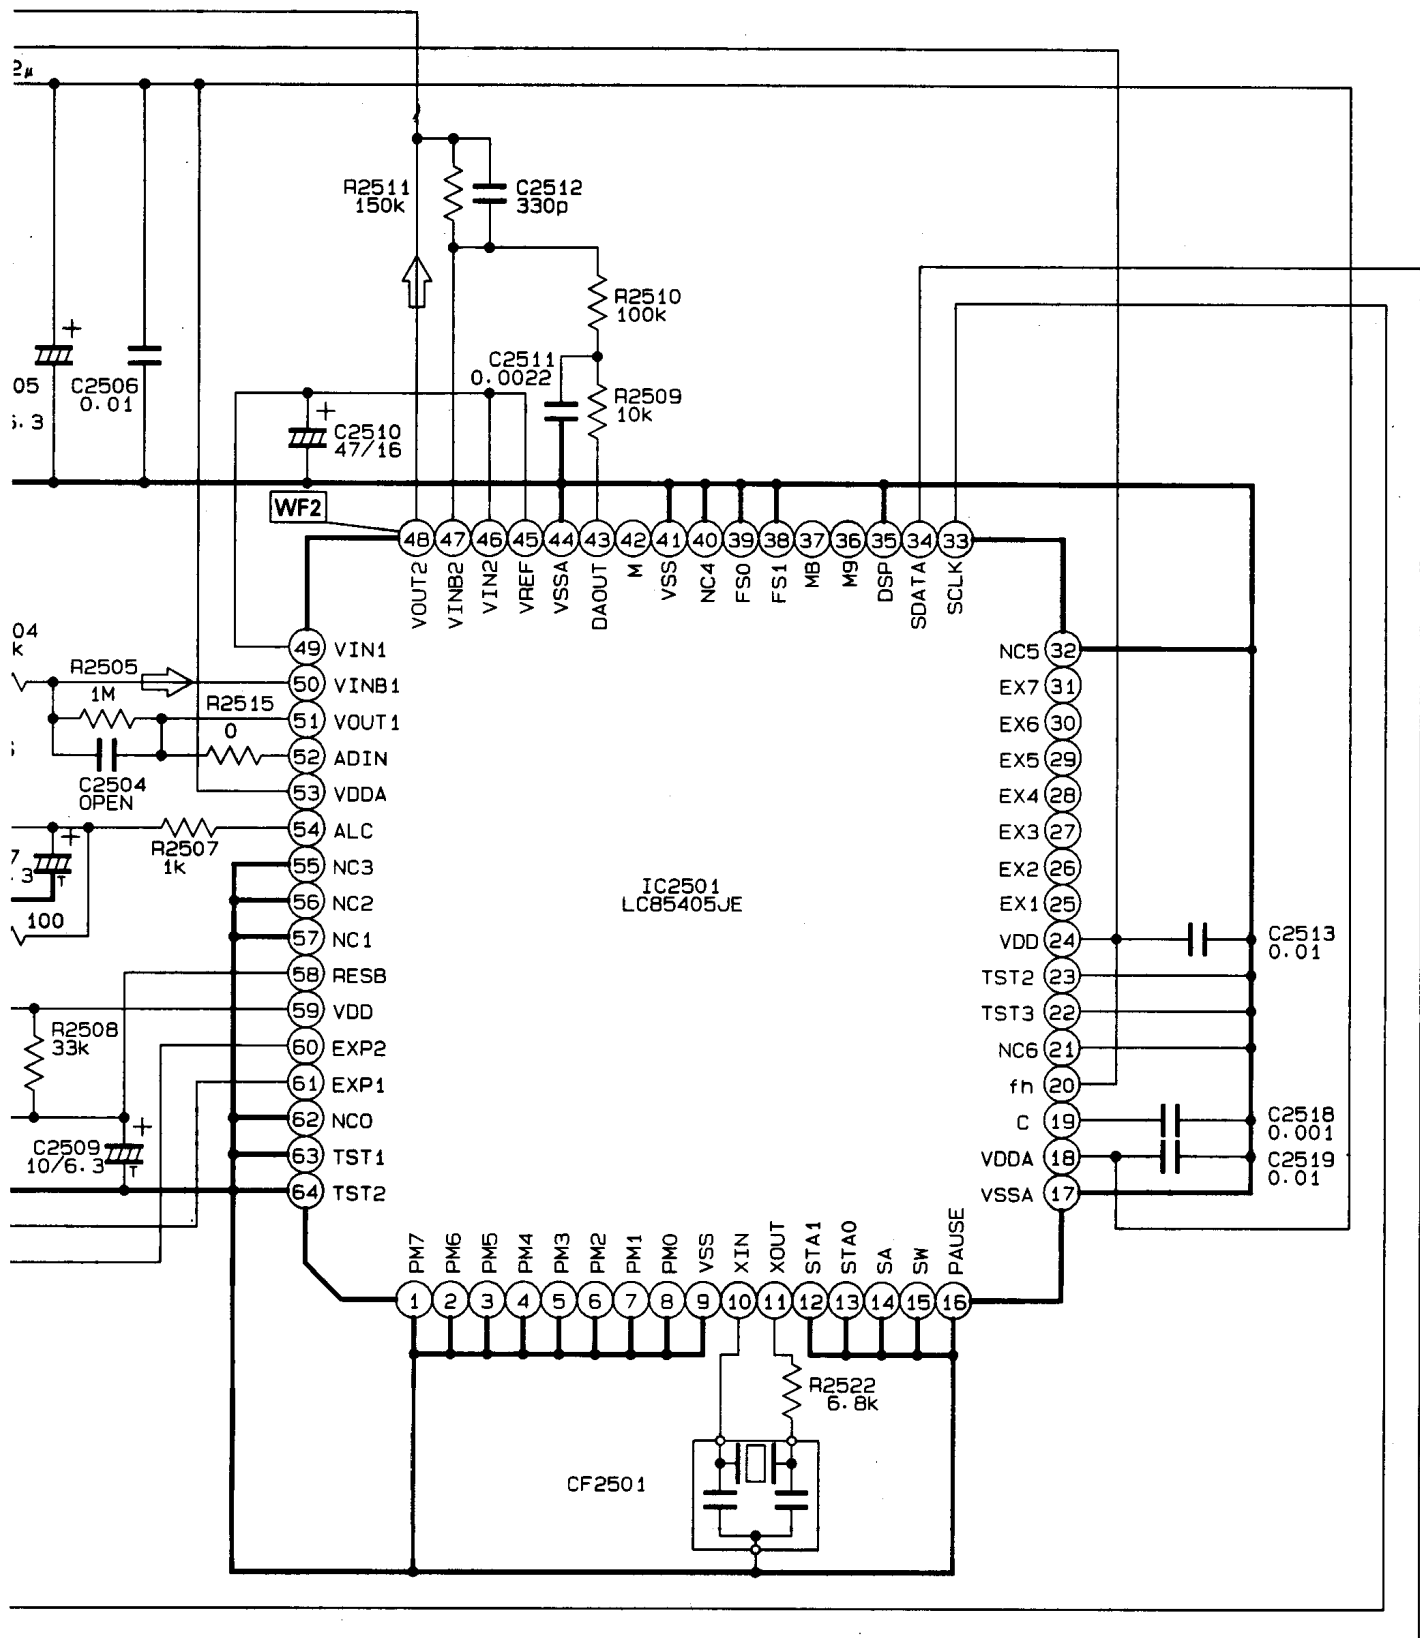 2μ
R2511
150k
C2512
330p
R2510
100k
C2511
0.0022
R2509
10k
05
C2506
0.01
.3
C2510
47/16
WF2
48 47 46 45 44 43 42 41 40 39 38 37 36 35 34 33
VOUT2
VINB2
VIN2
VREF
VSSA
DAOUT
M
VSS
NC4
FS0
FS1
MB
M9
DSP
SDATA
SCLK
04
K
R2505
1M
R2515
0
C2504
OPEN
R2507
1k
7
.3
T
100
R2508
33k
C2509
10/6.3
T
49 VIN1
50 VINB1
51 VOUT1
52 ADIN
53 VDDA
54 ALC
55 NC3
56 NC2
57 NC1
58 RESB
59 VDD
60 EXP2
61 EXP1
62 NC0
63 TST1
64 TST2
IC2501
LC85405JE
NC5 32
EX7 31
EX6 30
EX5 29
EX4 28
EX3 27
EX2 26
EX1 25
VDD 24
TST2 23
TST3 22
NC6 21
fh 20
C 19
VDDA 18
VSSA 17
C2513
0.01
C2518
0.001
C2519
0.01
PM7
PM6
PM5
PM4
PM3
PM2
PM1
PM0
VSS
XIN
XOUT
STA1
STA0
SA
SW
PAUSE
1 2 3 4 5 6 7 8 9 10 11 12 13 14 15 16
R2522
6.8k
CF2501